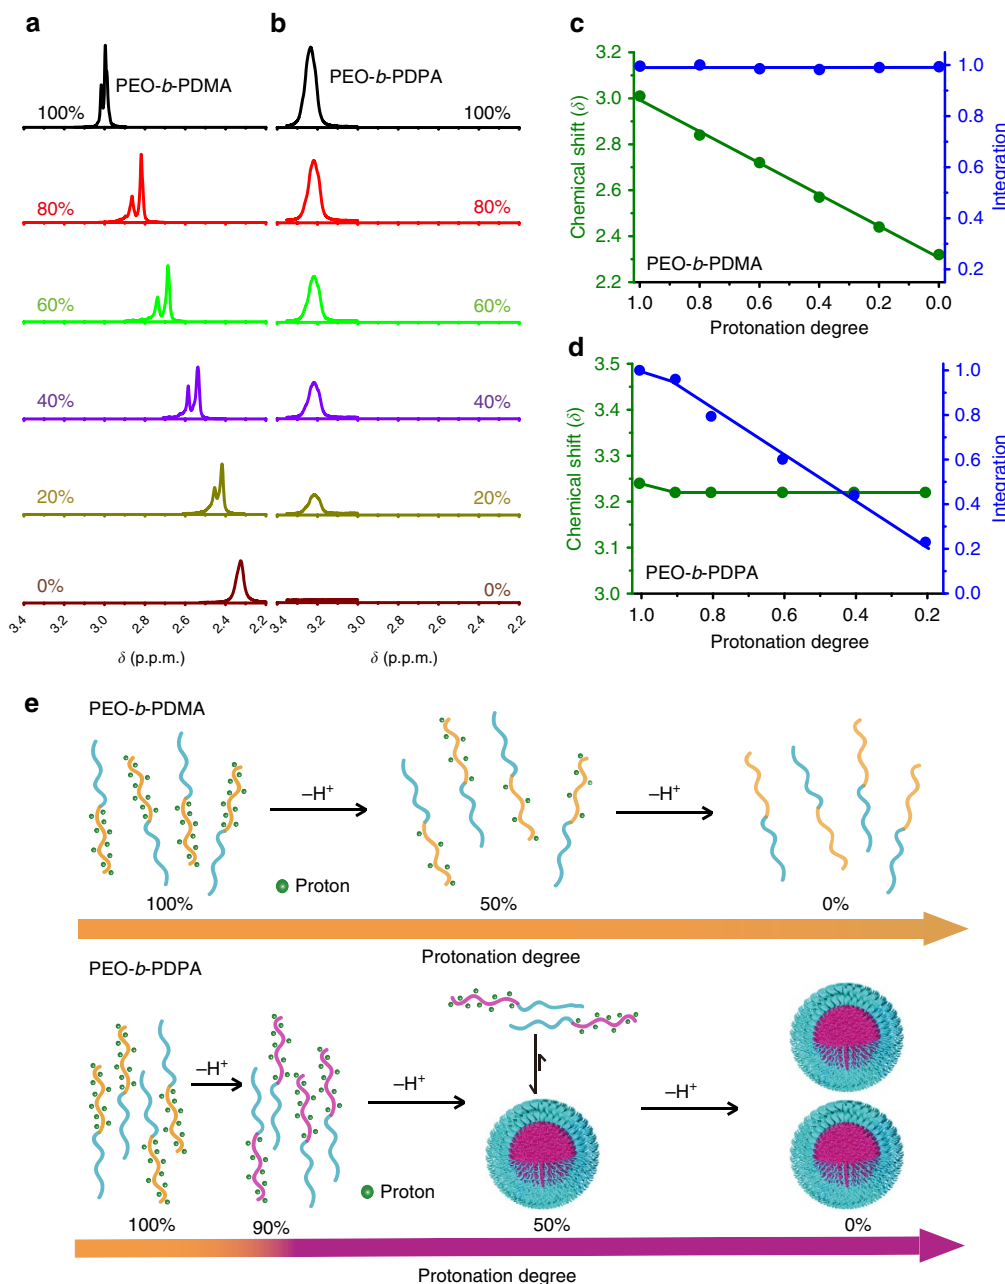 a
PEO-b-PDMA
100%
80%
60%
40%
20%
0%
3.4 3.0 2.8 2.6 2.4 2.2
δ (p.p.m.)
b
PEO-b-PDPA
100%
80%
60%
40%
20%
0%
3.4 3.2 3.0 2.8 2.6 2.4 2.2
δ (p.p.m.)
c
3.2
3.0
2.8
2.6
2.4
2.2
Chemical shift (δ)
1.0
0.8
0.6
0.4
0.2
Integration
PEO-b-PDMA
1.0 0.8 0.6 0.4 0.2 0.0
Protonation degree
d
3.5
3.4
3.3
3.2
3.1
3.0
Chemical shift (δ)
1.0
0.8
0.6
0.4
0.2
0.0
Integration
PEO-b-PDPA
1.0 0.8 0.6 0.4 0.2
Protonation degree
e
PEO-b-PDMA
–H+
–H+
Proton
100% 50% 0%
Protonation degree
PEO-b-PDPA
–H+
–H+
–H+
Proton
100% 90% 50% 0%
Protonation degree